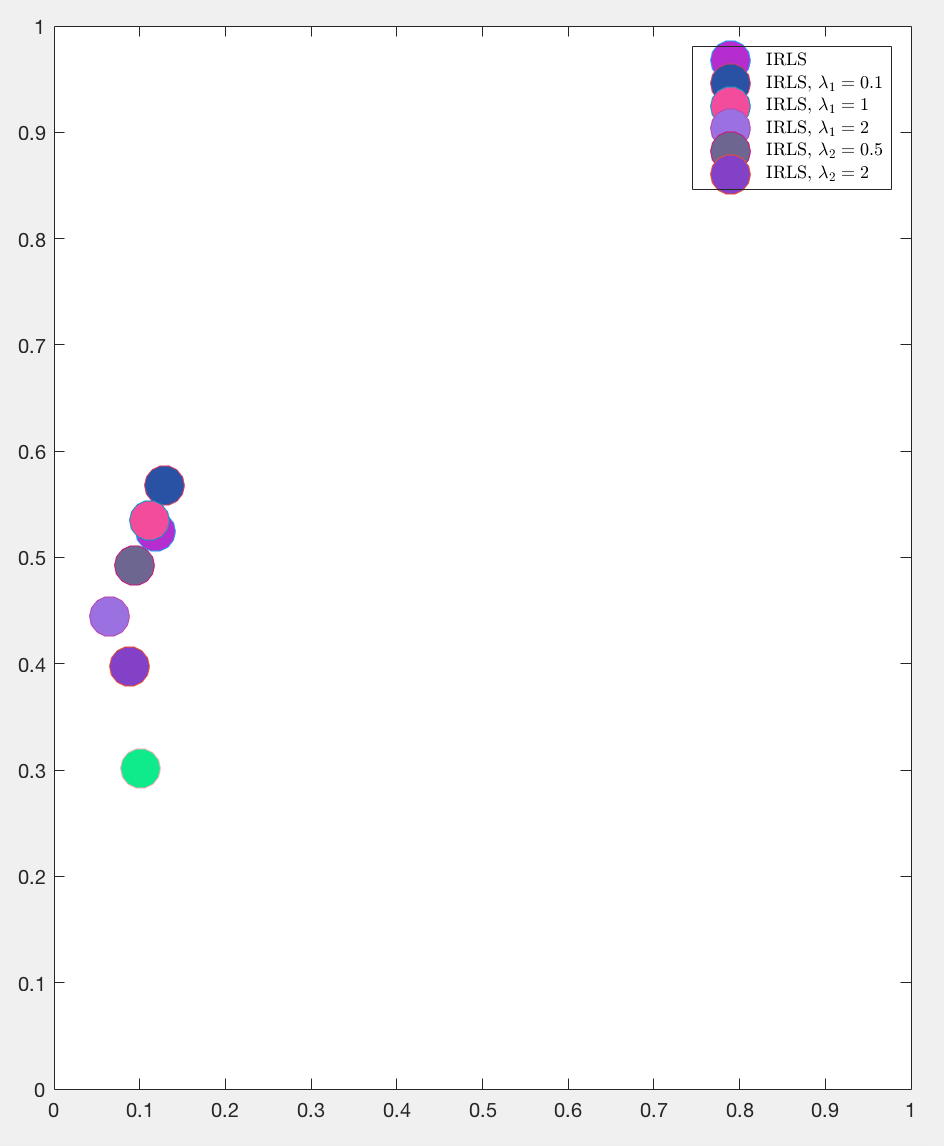 IRLS
IRLS, λ₁ = 0.1
IRLS, λ₁ = 1
IRLS, λ₁ = 2
IRLS, λ₂ = 0.5
IRLS, λ₂ = 2
1
0.9
0.8
0.7
0.6
0.5
0.4
0.3
0.2
0.1
0
0 0.1 0.2 0.3 0.4 0.5 0.6 0.7 0.8 0.9 1